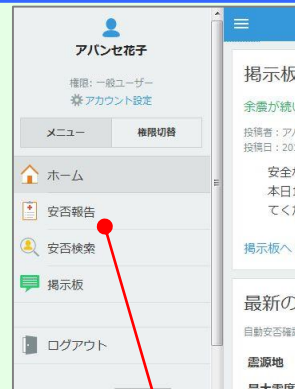 アバンセ花子
権限: 一般ユーザー
アカウント設定
メニュー
権限切替
ホーム
安否報告
安否検索
掲示板
ログアウト
掲示板
余震が続い
投稿者：ア
投稿日：20
安全
本日
てく
掲示板へ
最新の
自動安否確認
震源地
最大震度